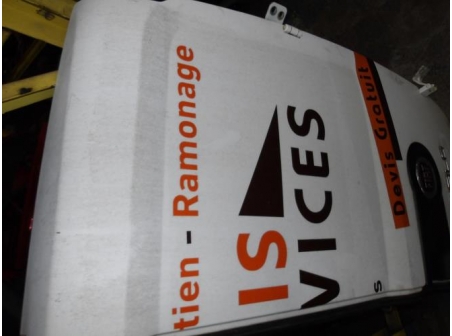 tien - Ramonage
IS
VICES
Devis Gratuit
s